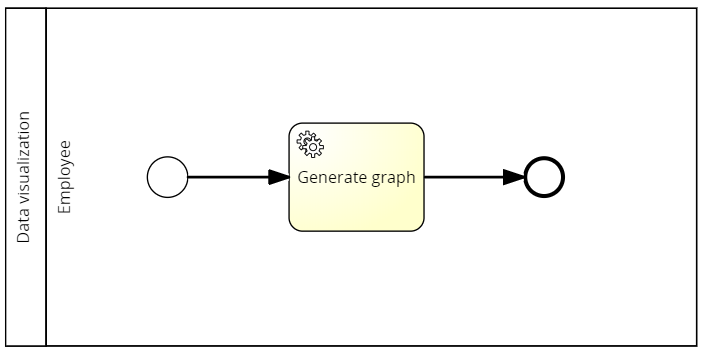 Data visualization
Employee
Generate graph